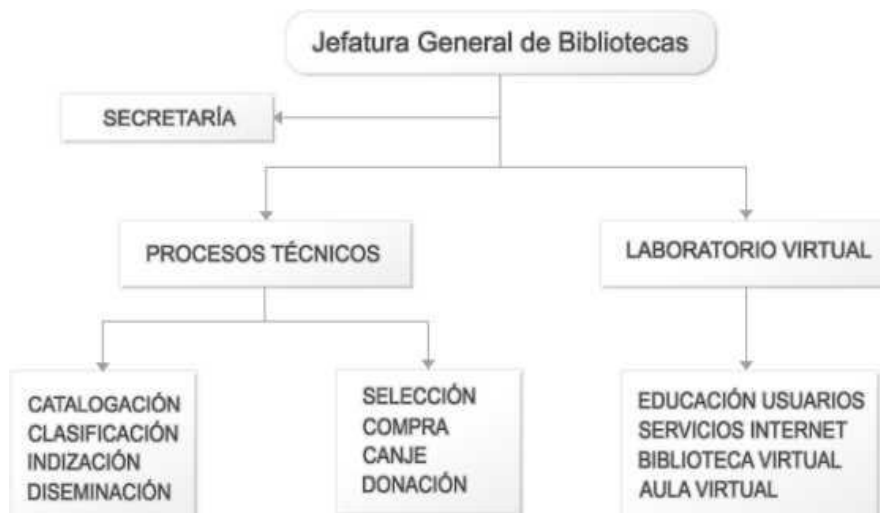 Jefatura General de Bibliotecas
SECRETARÍA
PROCESOS TÉCNICOS
LABORATORIO VIRTUAL
CATALOGACIÓN
CLASIFICACIÓN
INDIZACIÓN
DISEMINACIÓN
SELECCIÓN
COMPRA
CANJE
DONACIÓN
EDUCACIÓN USUARIOS
SERVICIOS INTERNET
BIBLIOTECA VIRTUAL
AULA VIRTUAL